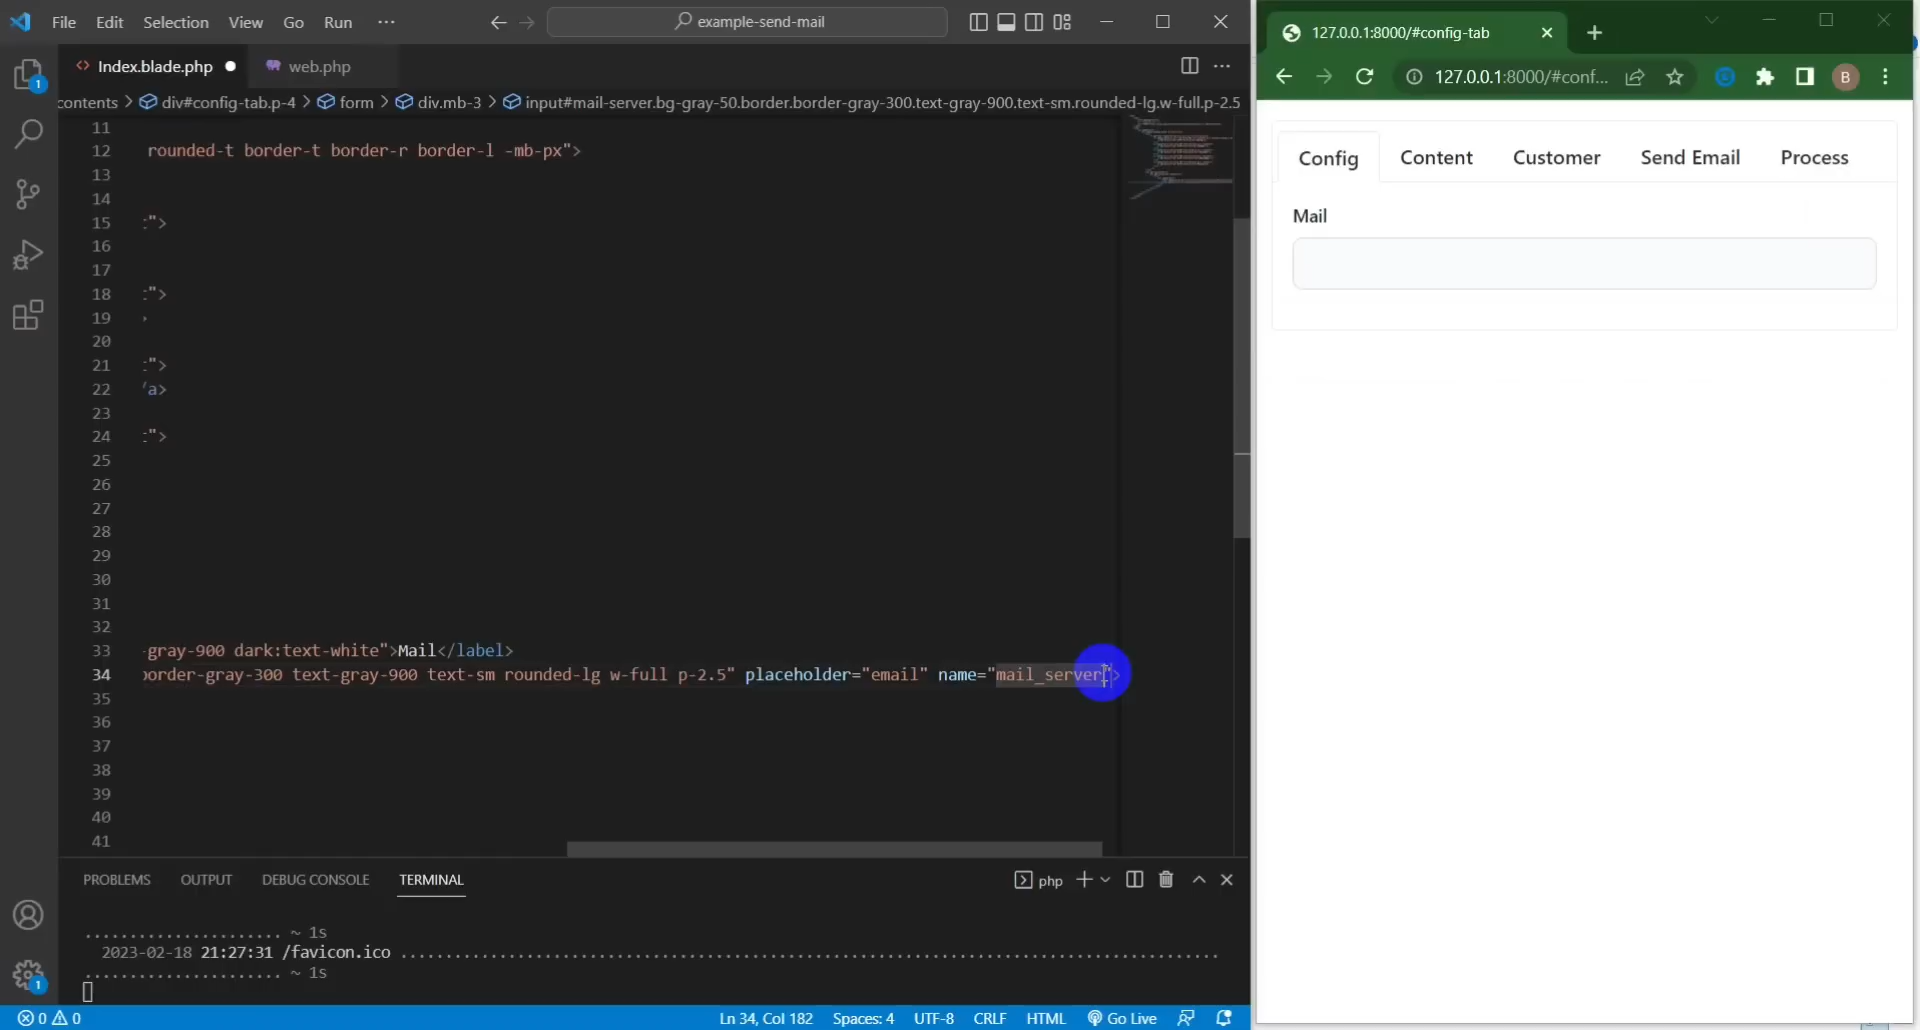 File Edit Selection View Go Run ··· example-send-mail
Index.blade.php web.php
contents > div#config-tab.p-4 > form > div.mb-3 > input#mail-server.bg-gray-50.border.border-gray-300.text-gray-900.text-sm.rounded-lg.w-full.p-2.5
11
12 rounded-t border-t border-r border-l -mb-px">
13
14
15 ">
16
17
18 ">
19 >
20
21 ">
22 /a>
23
24 ">
25
26
27
28
29
30
31
32
33 -gray-900 dark:text-white">Mail</label>
34 border-gray-300 text-gray-900 text-sm rounded-lg w-full p-2.5" placeholder="email" name="mail_server">
35
36
37
38
39
40
41
PROBLEMS OUTPUT DEBUG CONSOLE TERMINAL php
...................... ~ 1s
2023-02-18 21:27:31 /favicon.ico ....................................................................................
...................... ~ 1s
0 0 Ln 34, Col 182 Spaces: 4 UTF-8 CRLF HTML Go Live
1
1
127.0.0.1:8000/#config-tab
127.0.0.1:8000/#conf... B
Config Content Customer Send Email Process
Mail